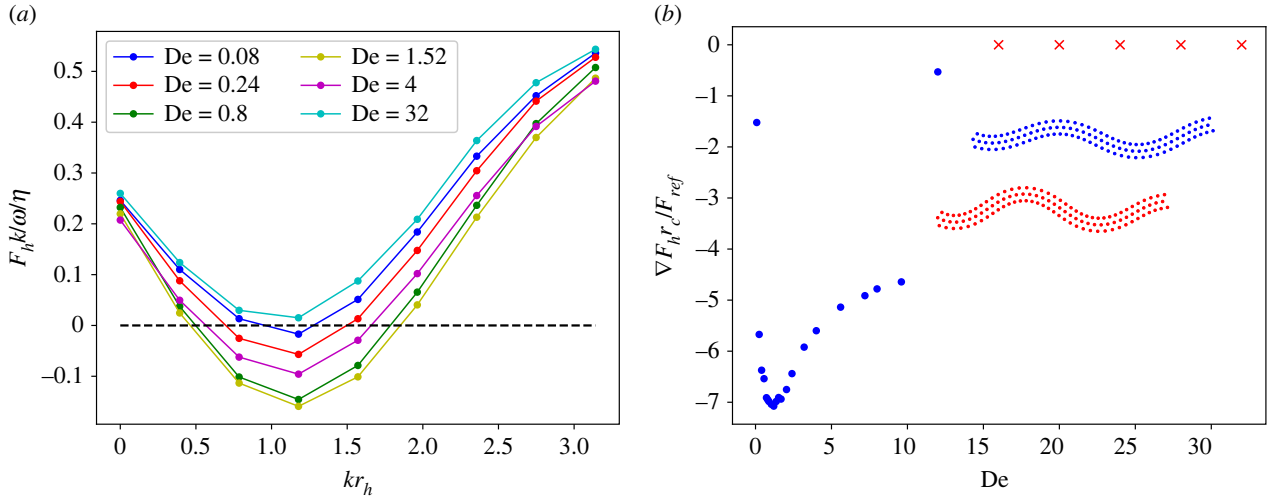 (a)
De = 0.08
De = 0.24
De = 0.8
De = 1.52
De = 4
De = 32
0.5
0.4
0.3
0.2
0.1
0
−0.1
F_h k/ω/η
0 0.5 1.0 1.5 2.0 2.5 3.0
kr_h
(b)
0
−1
−2
−3
−4
−5
−6
−7
∇F_h r_c/F_ref
0 5 10 15 20 25 30
De